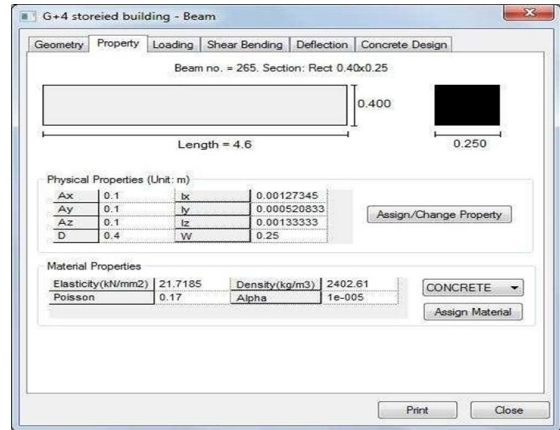 G+4 storeied building - Beam
Geometry Property Loading Shear Bending Deflection Concrete Design
Beam no. = 265. Section: Rect 0.40x0.25
0.400
Length = 4.6
0.250
Physical Properties (Unit: m)
Ax 0.1 Ix 0.00127345
Ay 0.1 Iy 0.000520833
Az 0.1 Iz 0.00133333
D 0.4 W 0.25
Assign/Change Property
Material Properties
Elasticity(kN/mm2) 21.7185 Density(kg/m3) 2402.61
Poisson 0.17 Alpha 1e-005
CONCRETE
Assign Material
Print Close